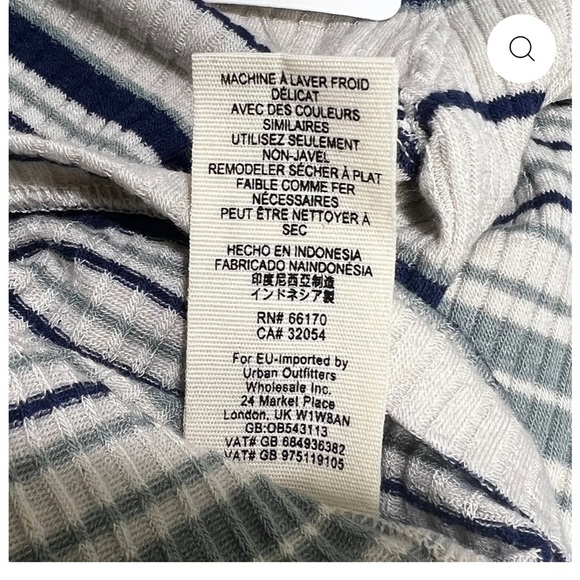 MACHINE À LAVER FROID
DÉLICAT
AVEC DES COULEURS
SIMILAIRES
UTILISEZ SEULEMENT
NON-JAVEL
REMODELER SÉCHER À PLAT
FAIBLE COMME FER
NÉCESSAIRES
PEUT ÊTRE NETTOYER À
SEC
HECHO EN INDONESIA
FABRICADO NAINDONÉSIA
印度尼西亞制造
インドネシア製
RN# 66170
CA# 32054
For EU-Imported by
Urban Outfitters
Wholesale Inc.
24 Market Place
London, UK W1W8AN
GB:OB543113
VAT# GB 684936382
VAT# GB 975119105